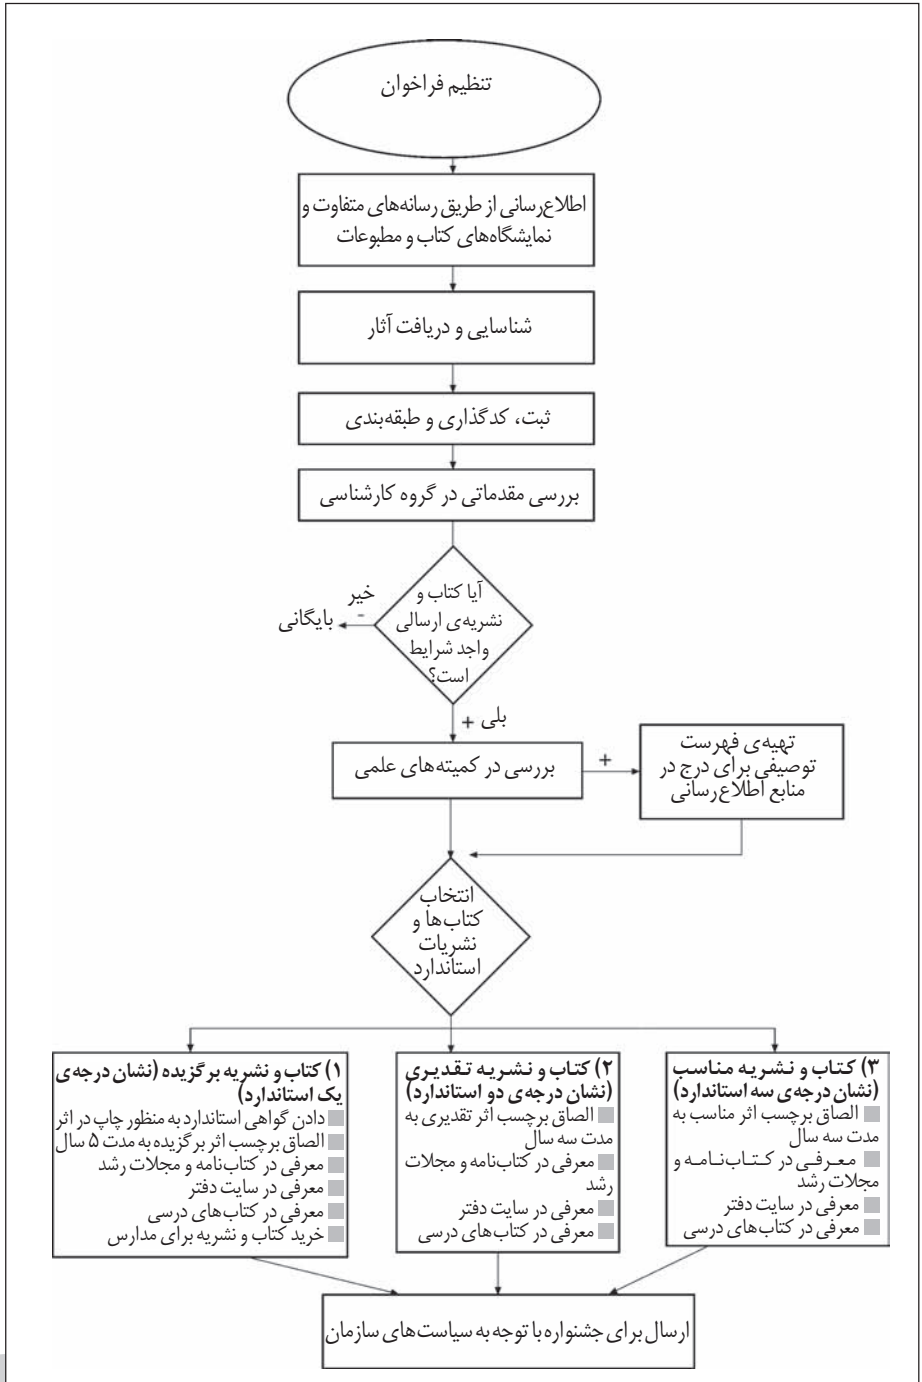 تنظیم فراخوان
اطلاع‌رسانی از طریق رسانه‌های متفاوت و
نمایشگاه‌های کتاب و مطبوعات
شناسایی و دریافت آثار
ثبت، کدگذاری و طبقه‌بندی
بررسی مقدماتی در گروه کارشناسی
آیا کتاب و
نشریه‌ی ارسالی
واجد شرایط
است؟
خیر
-
بایگانی
بلی +
بررسی در کمیته‌های علمی
+
تهیه‌ی فهرست
توصیفی برای درج در
منابع اطلاع‌رسانی
انتخاب
کتاب‌ها و
نشریات
استاندارد
۳) کتاب و نشریه مناسب
(نشان درجه‌ی سه استاندارد)
الصاق برچسب اثر مناسب به
مدت سه سال
معرفی در کتاب‌نامه و
مجلات رشد
معرفی در سایت دفتر
معرفی در کتاب‌های درسی
۲) کتاب و نشریه تقدیری
(نشان درجه‌ی دو استاندارد)
الصاق برچسب اثر تقدیری به
مدت سه سال
معرفی در کتاب‌نامه و مجلات
رشد
معرفی در سایت دفتر
معرفی در کتاب‌های درسی
۱) کتاب و نشریه برگزیده (نشان درجه‌ی
یک استاندارد)
دادن گواهی استاندارد به منظور چاپ در اثر
الصاق برچسب اثر برگزیده به مدت ۵ سال
معرفی در کتاب‌نامه و مجلات رشد
معرفی در سایت دفتر
معرفی در کتاب‌های درسی
خرید کتاب و نشریه برای مدارس
ارسال برای جشنواره با توجه به سیاست‌های سازمان